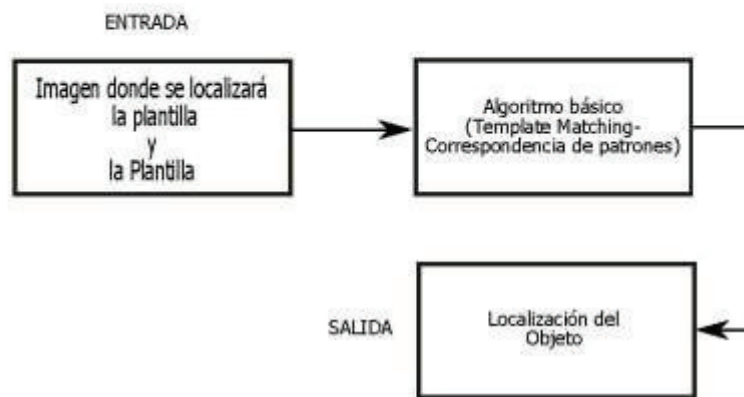 ENTRADA
Imagen donde se localizará
la plantilla
y
la Plantilla
Algoritmo básico
(Template Matching-
Correspondencia de patrones)
SALIDA
Localización del
Objeto